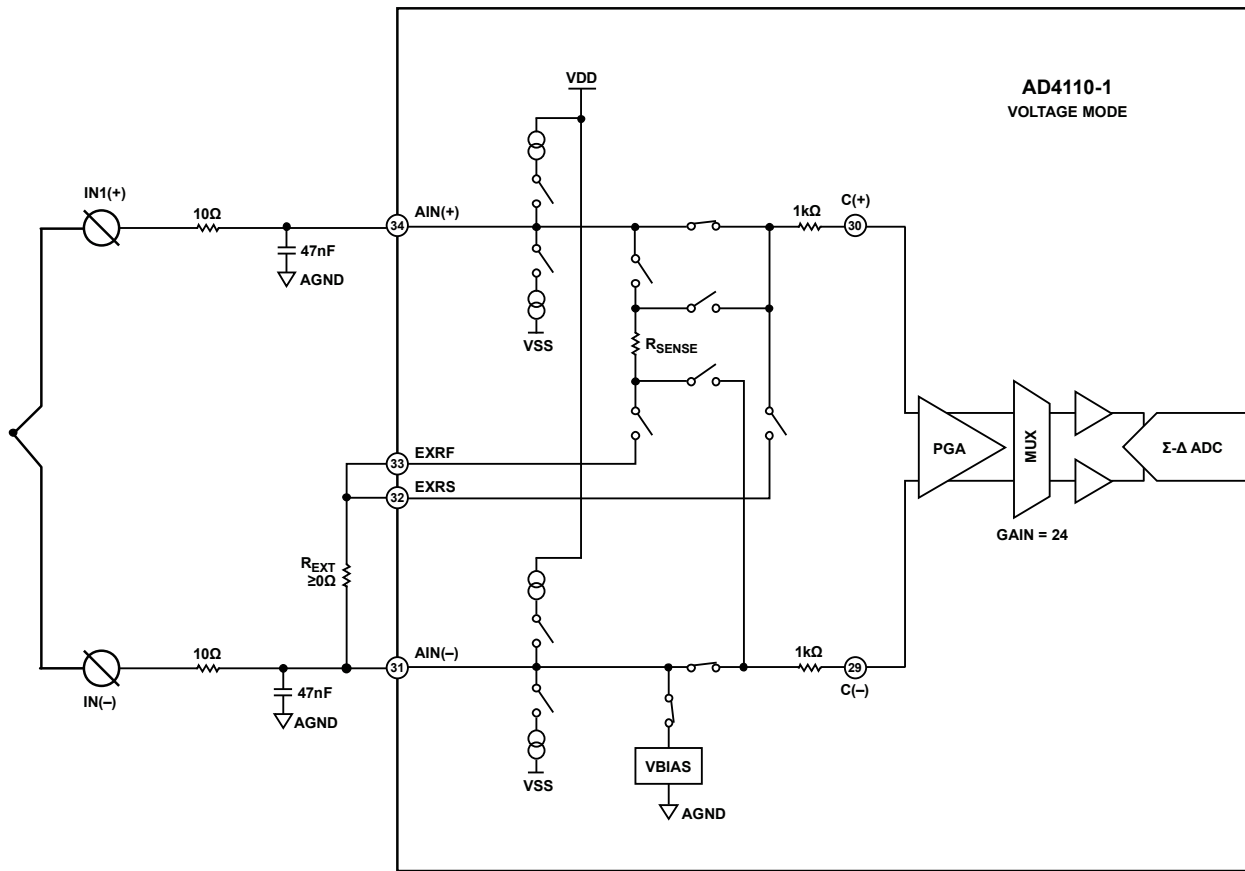 VDD
AD4110-1
VOLTAGE MODE
IN1(+)
10Ω
34
AIN(+)
1kΩ
C(+)
30
47nF
AGND
VSS
RSENSE
33
EXRF
32
EXRS
PGA
MUX
Σ-Δ ADC
GAIN = 24
REXT
≥0Ω
10Ω
31
AIN(–)
1kΩ
29
C(–)
IN(–)
47nF
AGND
VSS
VBIAS
AGND